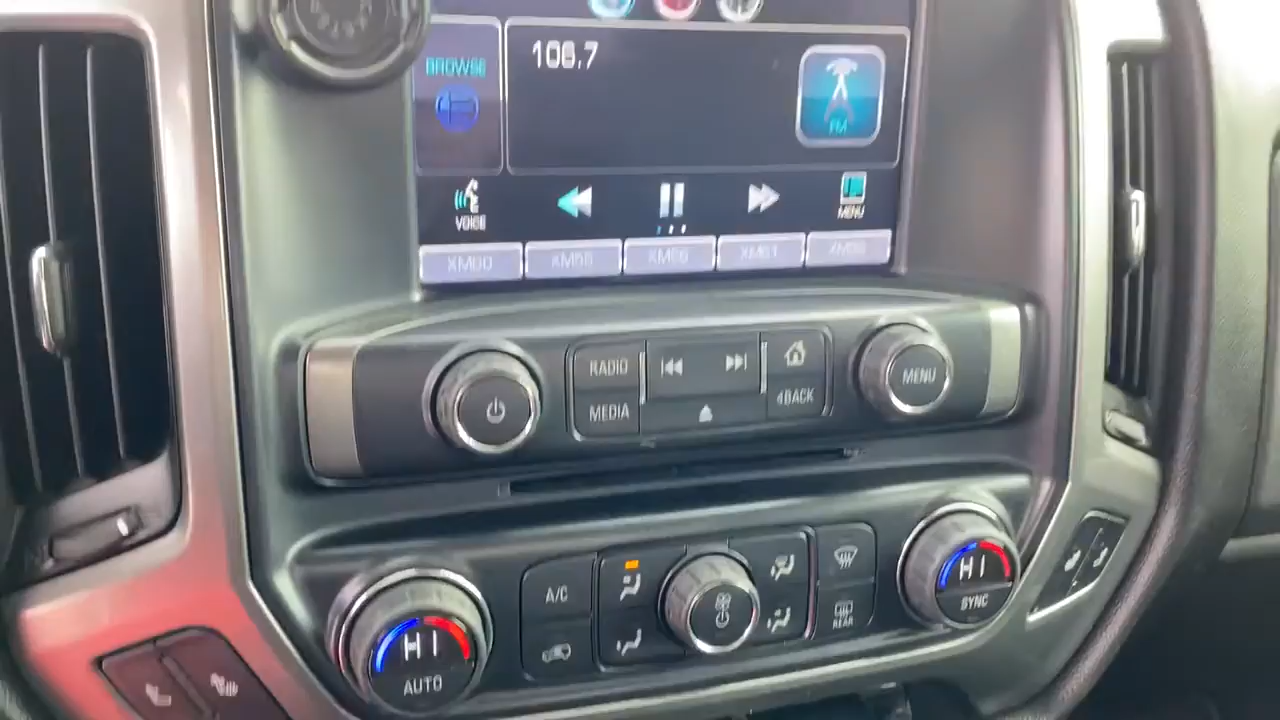 BROWSE
106.7
FM
VOICE
MENU
RADIO
MEDIA
BACK
MENU
A/C
HI
AUTO
REAR
HI
SYNC